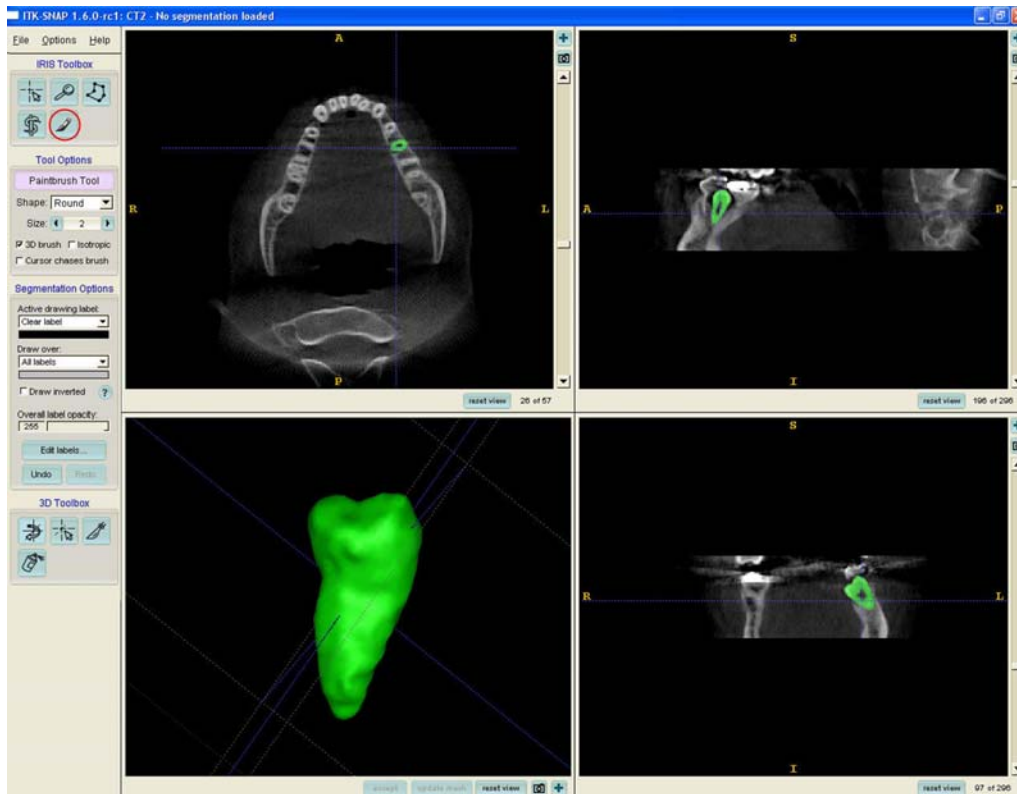 ITK-SNAP 1.6.0-rc1: CT2 - No segmentation loaded
File Options Help
IRIS Toolbox
Tool Options
Paintbrush Tool
Shape: Round
Size: 2
3D brush Isotropic
Cursor chases brush
Segmentation Options
Active drawing label:
Clear label
Draw over:
All labels
Draw inverted ?
Overall label opacity:
255
Edit labels...
Undo Redo
3D Toolbox
A
R
L
P
reset view 26 of 57
S
A
P
I
reset view 196 of 296
accept update mesh reset view
S
R
L
I
reset view 97 of 296